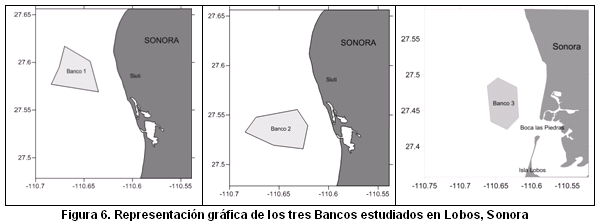 27.65
27.6
27.55
27.5
-110.7
-110.65
-110.6
-110.55
SONORA
Banco 1
Siuti
27.65
27.6
27.55
27.5
-110.7
-110.65
-110.6
-110.55
SONORA
Siuti
Banco 2
27.55
27.5
27.45
27.4
-110.75
-110.7
-110.65
-110.6
-110.55
Sonora
Banco 3
Boca las Piedras
Isla Lobos
Figura 6. Representación gráfica de los tres Bancos estudiados en Lobos, Sonora